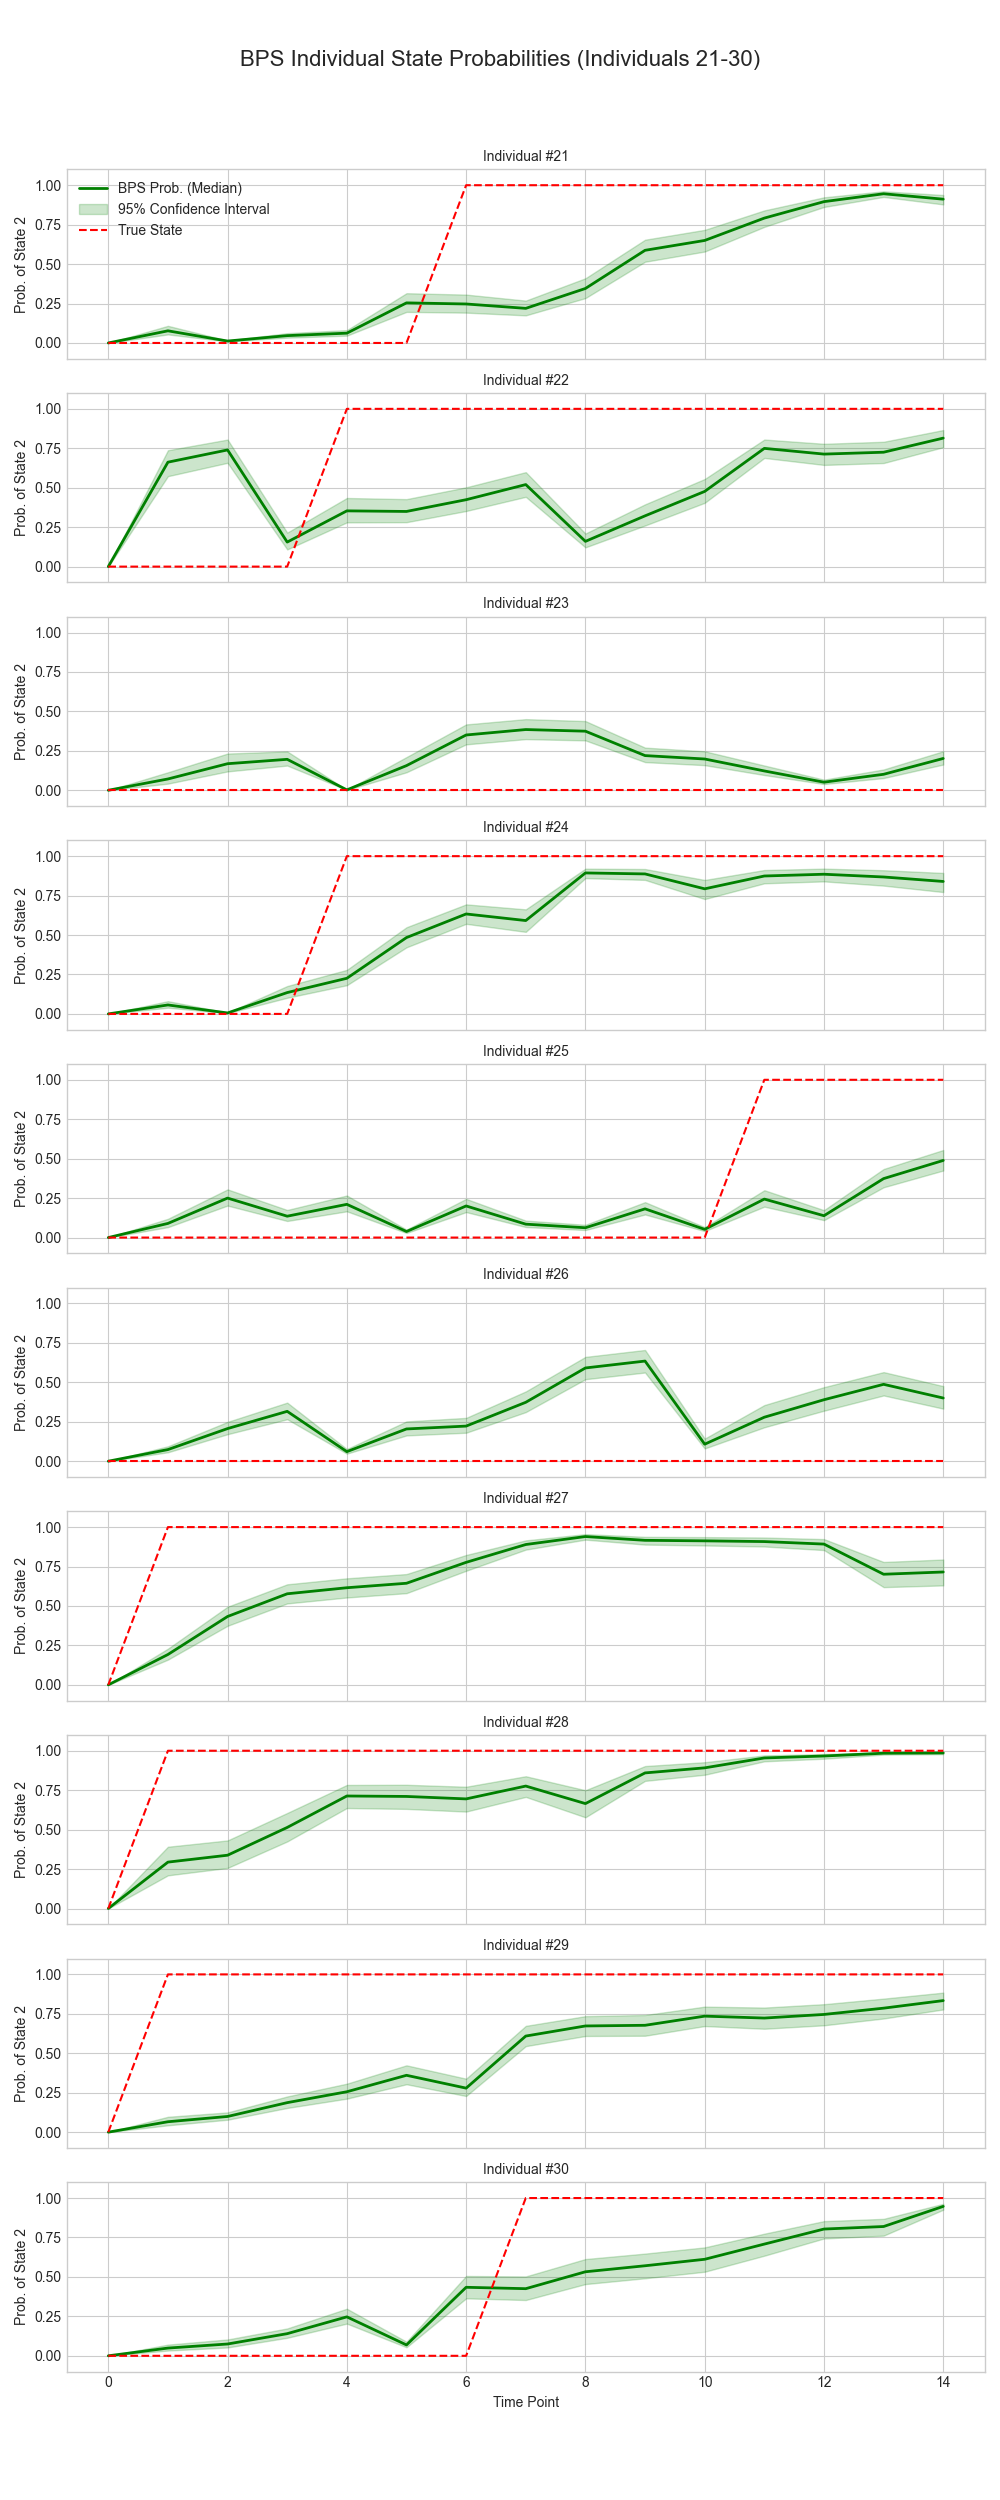 BPS Individual State Probabilities (Individuals 21-30)
Individual #21
BPS Prob. (Median)
95% Confidence Interval
True State
1.00
0.75
0.50
0.25
0.00
Prob. of State 2
Individual #22
1.00
0.75
0.50
0.25
0.00
Prob. of State 2
Individual #23
1.00
0.75
0.50
0.25
0.00
Prob. of State 2
Individual #24
1.00
0.75
0.50
0.25
0.00
Prob. of State 2
Individual #25
1.00
0.75
0.50
0.25
0.00
Prob. of State 2
Individual #26
1.00
0.75
0.50
0.25
0.00
Prob. of State 2
Individual #27
1.00
0.75
0.50
0.25
0.00
Prob. of State 2
Individual #28
1.00
0.75
0.50
0.25
0.00
Prob. of State 2
Individual #29
1.00
0.75
0.50
0.25
0.00
Prob. of State 2
Individual #30
1.00
0.75
0.50
0.25
0.00
Prob. of State 2
0 2 4 6 8 10 12 14
Time Point